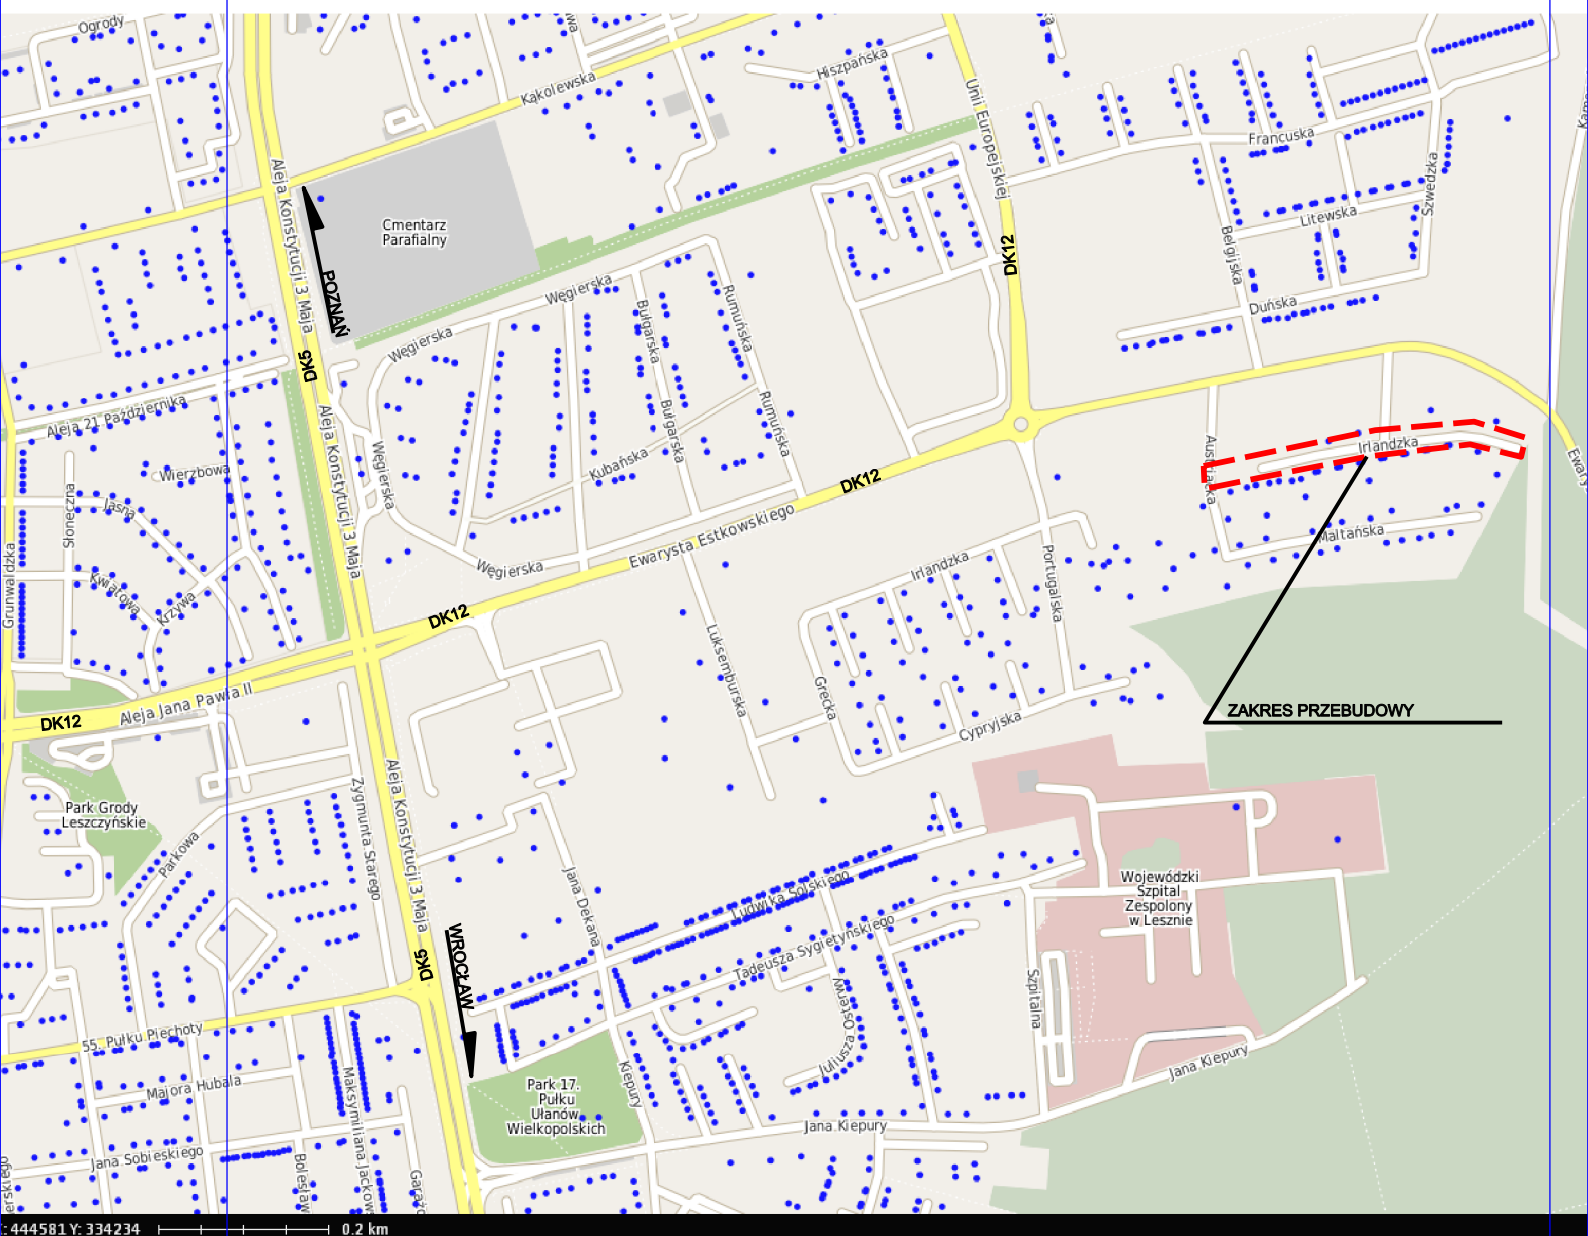 Ogrody
Kąkolewska
Hiszpańska
Unii Europejskiej
Francuska
Szwedzka
Litewska
Belgijska
Duńska
Aleja Konstytucji 3 Maja
Cmentarz
Parafialny
POZNAŃ
DK12
Węgierska
Węgierska
Bułgarska
Rumuńska
DK5
Aleja 21 Października
Aleja Konstytucji 3 Maja
Węgierska
Bułgarska
Rumuńska
Kubańska
Wierzbowa
Słoneczna
Jasna
DK12
Irlandzka
Maltańska
Ewarysta Estkowskiego
Węgierska
Irlandzka
Portugalska
Grunwaldzka
Kwiatowa
Krzywa
DK12
Luksemburska
Grecka
Cypryjska
ZAKRES PRZEBUDOWY
Aleja Jana Pawła II
DK12
Park Grody
Leszczyńskie
Parkowa
Zygmunta Starego
Aleja Konstytucji 3 Maja
Jana Dekana
Ludwika Solskiego
Tadeusza Sygietyńskiego
Wojewódzki
Szpital
Zespolony
w Lesznie
WROCŁAW
DK5
Juliusza Osterwy
Szpitalna
55. Pułku Piechoty
Majora Hubala
Kiepury
Jana Kiepury
Park 17.
Pułku
Ułanów
Wielkopolskich
Jana Kiepury
Jana Sobieskiego
: 444581 Y: 334234
0.2 km